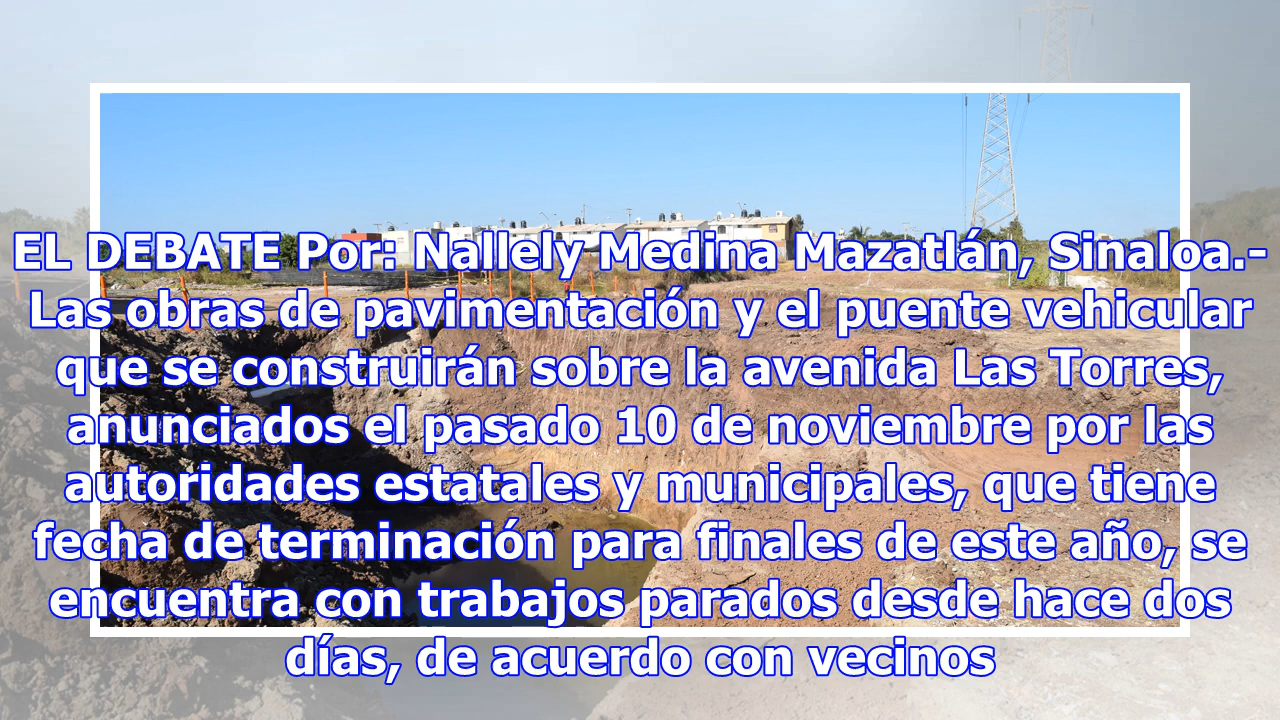 EL DEBATE Por: Nallely Medina Mazatlán, Sinaloa.-
Las obras de pavimentación y el puente vehicular
que se construirán sobre la avenida Las Torres,
anunciados el pasado 10 de noviembre por las
autoridades estatales y municipales, que tiene
fecha de terminación para finales de este año, se
encuentra con trabajos parados desde hace dos
días, de acuerdo con vecinos